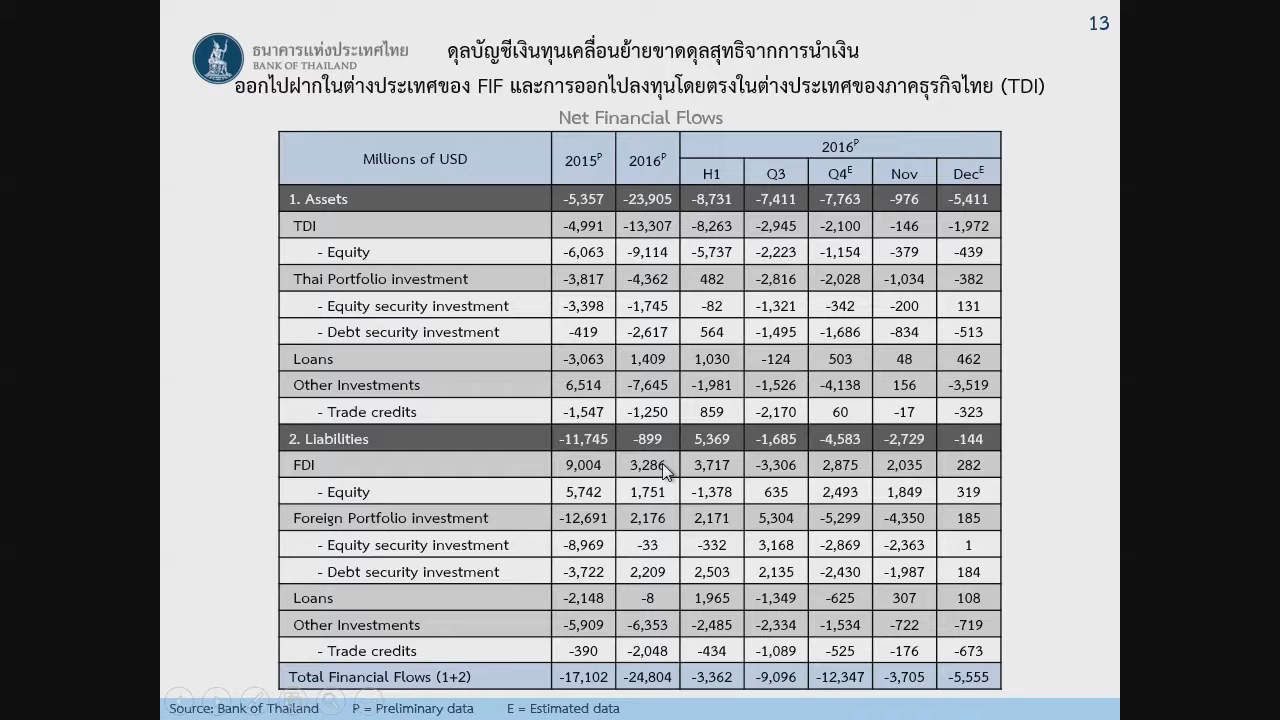 13
ธนาคารแห่งประเทศไทย
BANK OF THAILAND
ดุลบัญชีเงินทุนเคลื่อนย้ายขาดดุลสุทธิจากการนำเงิน
ออกไปฝากในต่างประเทศของ FIF และการออกไปลงทุนโดยตรงในต่างประเทศของภาคธุรกิจไทย (TDI)
Net Financial Flows
Millions of USD 2015P 2016P 2016P
H1 Q3 Q4E Nov DecE
1. Assets -5,357 -23,905 -8,731 -7,411 -7,763 -976 -5,411
TDI -4,991 -13,307 -8,263 -2,945 -2,100 -146 -1,972
- Equity -6,063 -9,114 -5,737 -2,223 -1,154 -379 -439
Thai Portfolio investment -3,817 -4,362 482 -2,816 -2,028 -1,034 -382
- Equity security investment -3,398 -1,745 -82 -1,321 -342 -200 131
- Debt security investment -419 -2,617 564 -1,495 -1,686 -834 -513
Loans -3,063 1,409 1,030 -124 503 48 462
Other Investments 6,514 -7,645 -1,981 -1,526 -4,138 156 -3,519
- Trade credits -1,547 -1,250 859 -2,170 60 -17 -323
2. Liabilities -11,745 -899 5,369 -1,685 -4,583 -2,729 -144
FDI 9,004 3,286 3,717 -3,306 2,875 2,035 282
- Equity 5,742 1,751 -1,378 635 2,493 1,849 319
Foreign Portfolio investment -12,691 2,176 2,171 5,304 -5,299 -4,350 185
- Equity security investment -8,969 -33 -332 3,168 -2,869 -2,363 1
- Debt security investment -3,722 2,209 2,503 2,135 -2,430 -1,987 184
Loans -2,148 -8 1,965 -1,349 -625 307 108
Other Investments -5,909 -6,353 -2,485 -2,334 -1,534 -722 -719
- Trade credits -390 -2,048 -434 -1,089 -525 -176 -673
Total Financial Flows (1+2) -17,102 -24,804 -3,362 -9,096 -12,347 -3,705 -5,555
Source: Bank of Thailand P = Preliminary data E = Estimated data